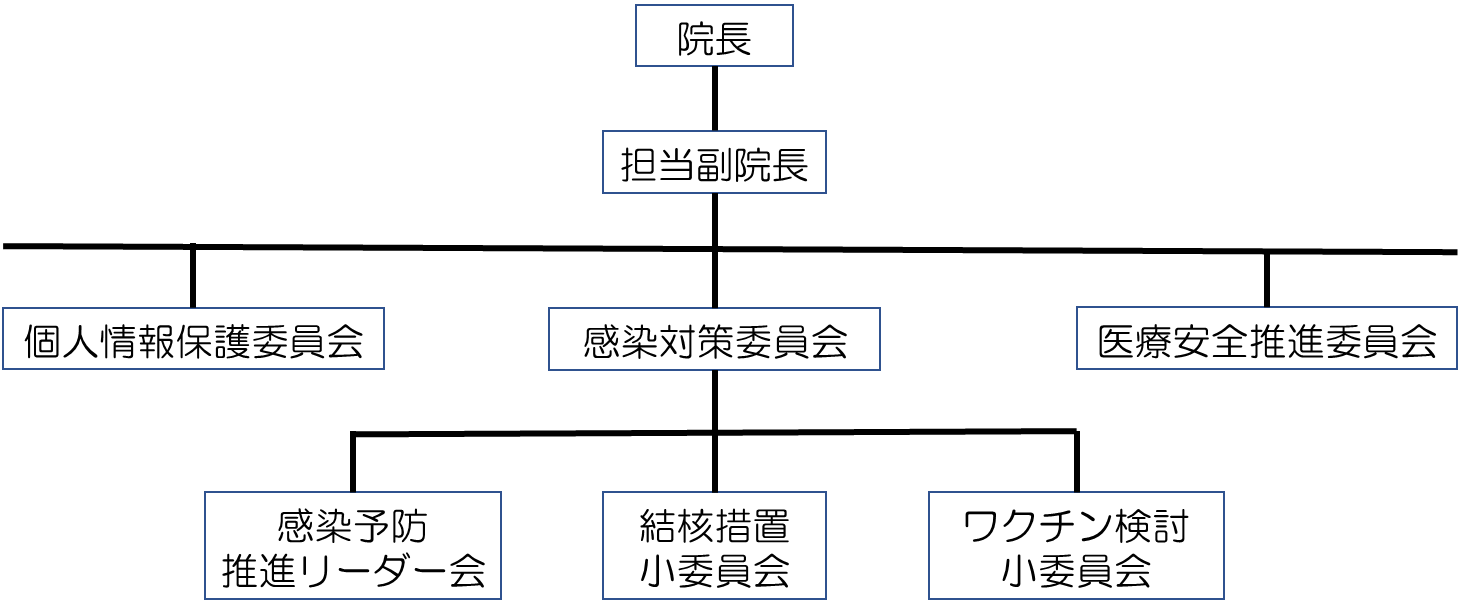 院長
担当副院長
個人情報保護委員会
感染対策委員会
医療安全推進委員会
感染予防
推進リーダー会
結核措置
小委員会
ワクチン検討
小委員会